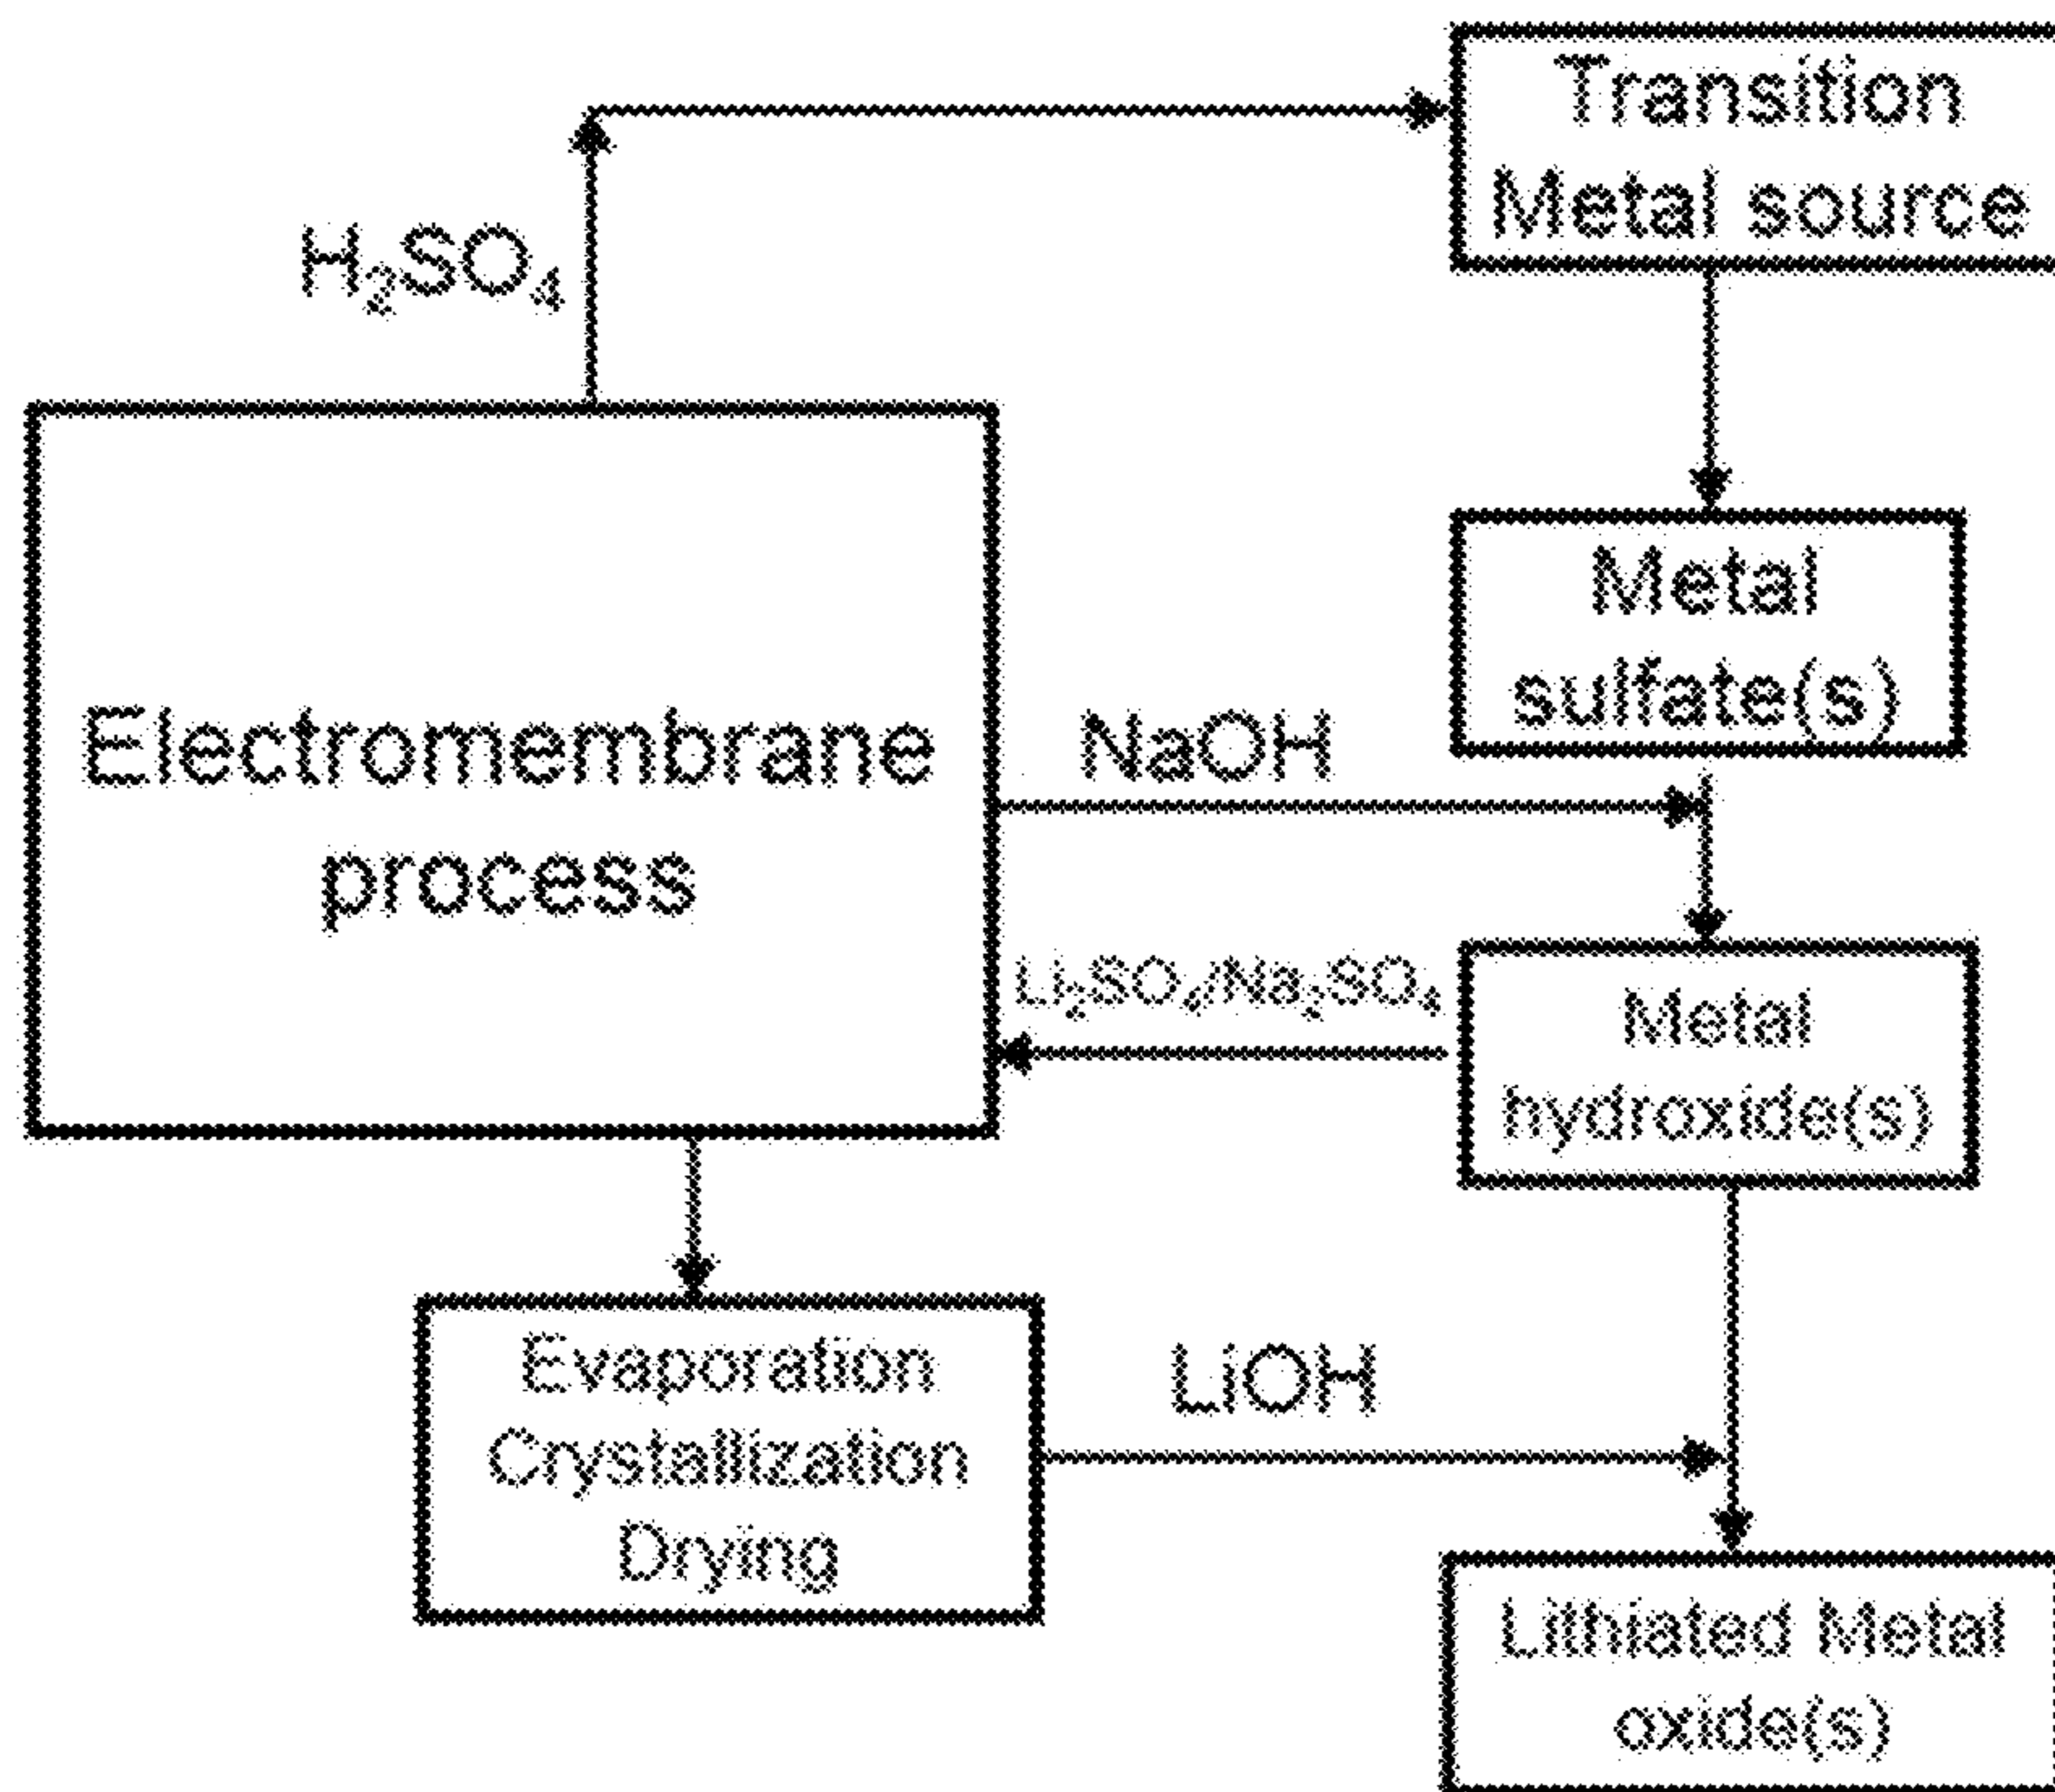 Transition
Metal source
H₂SO₄
Metal
sulfate(s)
Electromembrane
process
NaOH
Li₂SO₄/Na₂SO₄
Metal
hydroxide(s)
Evaporation
Crystallization
Drying
LiOH
Lithiated Metal
oxide(s)